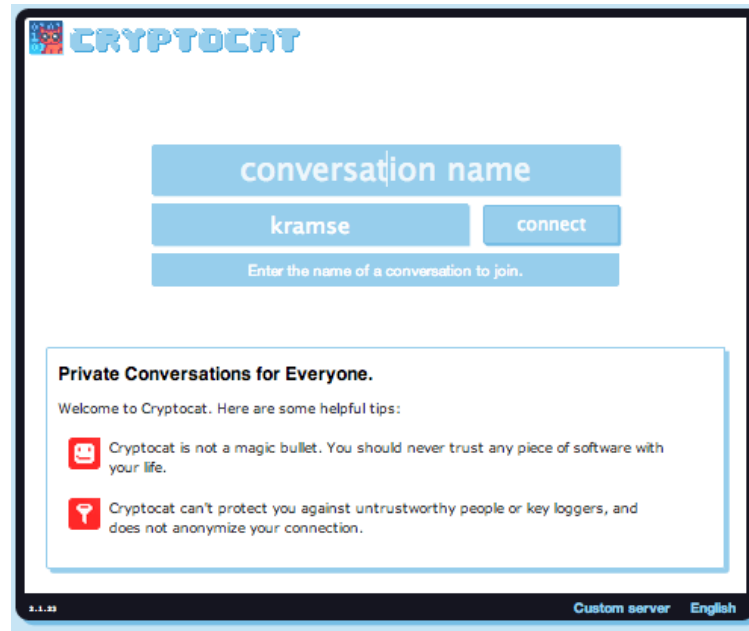 CRYPTOCAT
conversation name
kramse
connect
Enter the name of a conversation to join.
Private Conversations for Everyone.
Welcome to Cryptocat. Here are some helpful tips:
Cryptocat is not a magic bullet. You should never trust any piece of software with
your life.
Cryptocat can't protect you against untrustworthy people or key loggers, and
does not anonymize your connection.
Custom server English